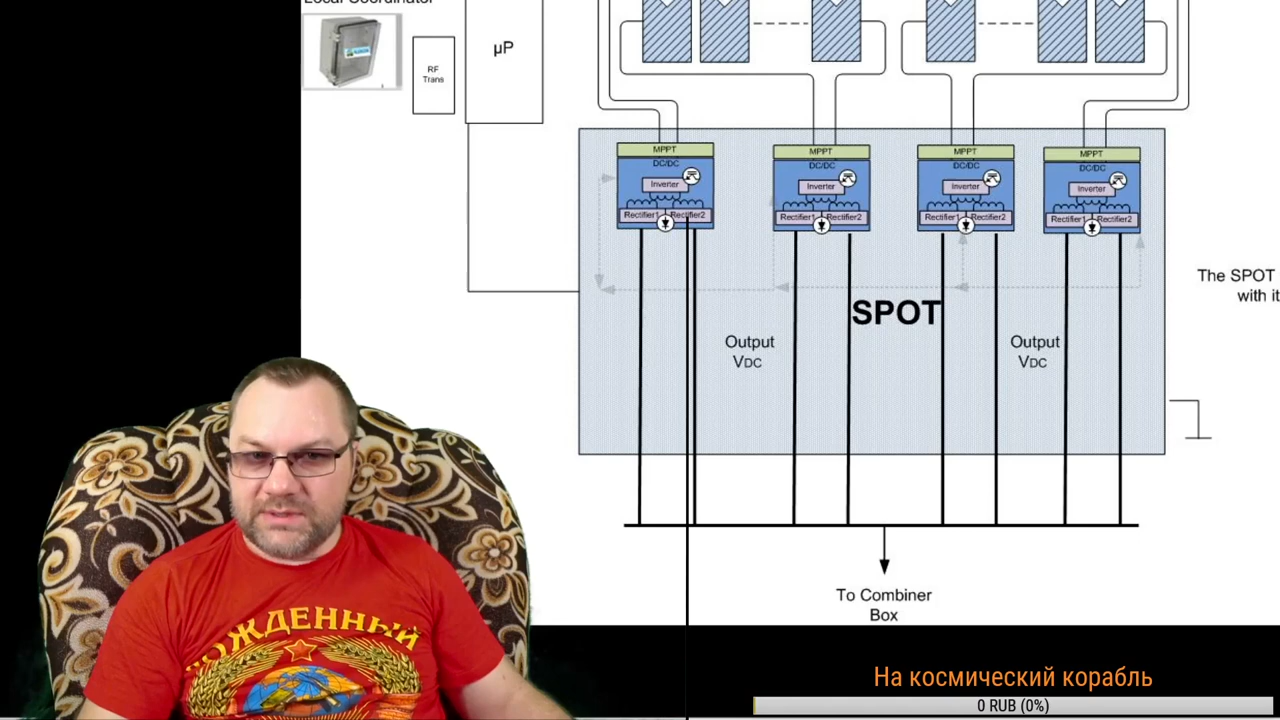 Local Coordinator
µP
RF
Trans
MPPT
DC/DC
Inverter
Rectifier1
Rectifier2
MPPT
DC/DC
Inverter
Rectifier1
Rectifier2
MPPT
DC/DC
Inverter
Rectifier1
Rectifier2
MPPT
DC/DC
Inverter
Rectifier1
Rectifier2
The SPOT
with it
SPOT
Output
VDC
Output
VDC
To Combiner
Box
ОЖДЕННЫЙ
На космический корабль
0 RUB (0%)